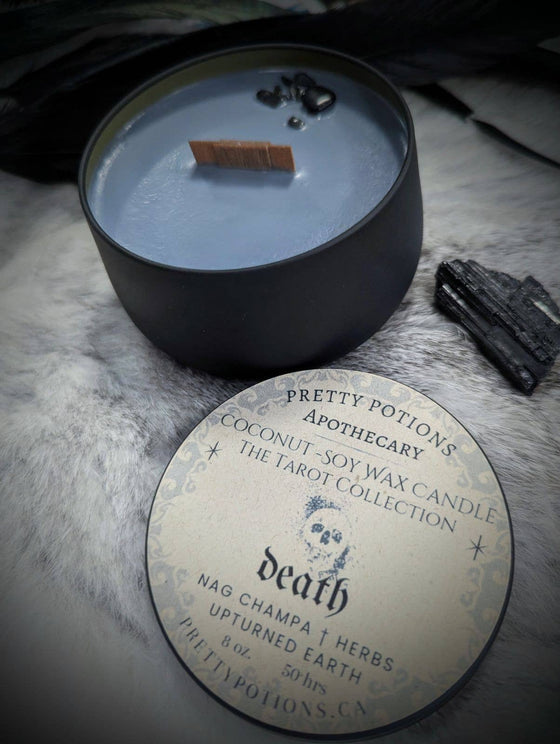 PRETTY POTIONS
APOTHECARY
COCONUT-SOY WAX CANDLE
THE TAROT COLLECTION
death
NAG CHAMPA † HERBS
UPTURNED EARTH
8 oz. 50 hrs
PRETTYPOTIONS.CA